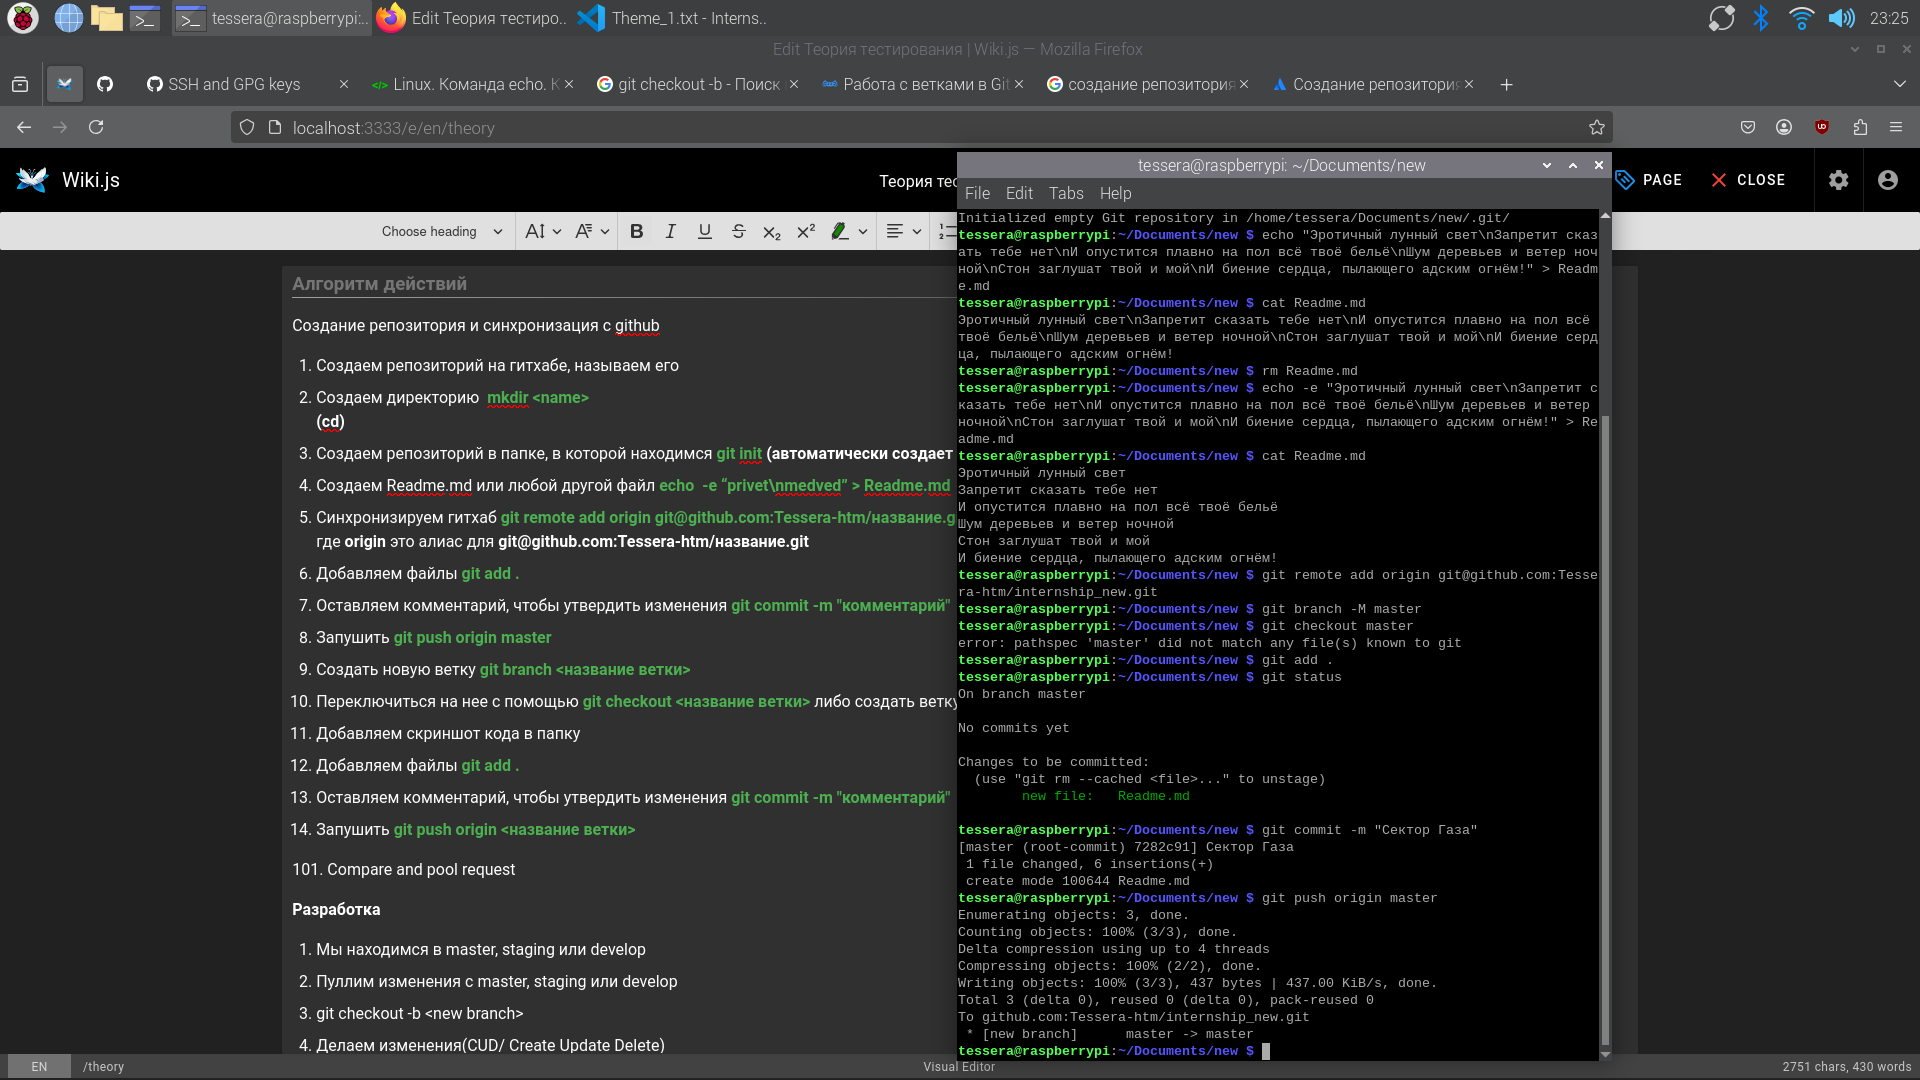 tessera@raspberrypi:..
Edit Теория тестиро..
Theme_1.txt - Interns..
23:25
Edit Теория тестирования | Wiki.js — Mozilla Firefox
SSH and GPG keys
Linux. Команда echo. К
git checkout -b - Поиск
Работа с ветками в Git
создание репозитория
Создание репозитория
localhost:3333/e/en/theory
Wiki.js
Теория тес
PAGE
CLOSE
Choose heading
Алгоритм действий
Создание репозитория и синхронизация с github
1. Создаем репозиторий на гитхабе, называем его
2. Создаем директорию mkdir <name>
(cd)
3. Создаем репозиторий в папке, в которой находимся git init (автоматически создает
4. Создаем Readme.md или любой другой файл echo -e “privet\nmedved” > Readme.md
5. Синхронизируем гитхаб git remote add origin git@github.com:Tessera-htm/название.g
где origin это алиас для git@github.com:Tessera-htm/название.git
6. Добавляем файлы git add .
7. Оставляем комментарий, чтобы утвердить изменения git commit -m "комментарий"
8. Запушить git push origin master
9. Создать новую ветку git branch <название ветки>
10. Переключиться на нее с помощью git checkout <название ветки> либо создать ветку
11. Добавляем скриншот кода в папку
12. Добавляем файлы git add .
13. Оставляем комментарий, чтобы утвердить изменения git commit -m "комментарий"
14. Запушить git push origin <название ветки>
101. Compare and pool request
Разработка
1. Мы находимся в master, staging или develop
2. Пуллим изменения с master, staging или develop
3. git checkout -b <new branch>
4. Делаем изменения(CUD/ Create Update Delete)
tessera@raspberrypi: ~/Documents/new
File Edit Tabs Help
Initialized empty Git repository in /home/tessera/Documents/new/.git/
tessera@raspberrypi:~/Documents/new $ echo "Эротичный лунный свет\nЗапретит сказ
ать тебе нет\nИ опустится плавно на пол всё твоё бельё\nШум деревьев и ветер ноч
ной\nСтон заглушат твой и мой\nИ биение сердца, пылающего адским огнём!" > Readm
e.md
tessera@raspberrypi:~/Documents/new $ cat Readme.md
Эротичный лунный свет\nЗапретит сказать тебе нет\nИ опустится плавно на пол всё
твоё бельё\nШум деревьев и ветер ночной\nСтон заглушат твой и мой\nИ биение серд
ца, пылающего адским огнём!
tessera@raspberrypi:~/Documents/new $ rm Readme.md
tessera@raspberrypi:~/Documents/new $ echo -e "Эротичный лунный свет\nЗапретит с
казать тебе нет\nИ опустится плавно на пол всё твоё бельё\nШум деревьев и ветер
ночной\nСтон заглушат твой и мой\nИ биение сердца, пылающего адским огнём!" > Re
adme.md
tessera@raspberrypi:~/Documents/new $ cat Readme.md
Эротичный лунный свет
Запретит сказать тебе нет
И опустится плавно на пол всё твоё бельё
Шум деревьев и ветер ночной
Стон заглушат твой и мой
И биение сердца, пылающего адским огнём!
tessera@raspberrypi:~/Documents/new $ git remote add origin git@github.com:Tesse
ra-htm/internship_new.git
tessera@raspberrypi:~/Documents/new $ git branch -M master
tessera@raspberrypi:~/Documents/new $ git checkout master
error: pathspec 'master' did not match any file(s) known to git
tessera@raspberrypi:~/Documents/new $ git add .
tessera@raspberrypi:~/Documents/new $ git status
On branch master
No commits yet
Changes to be committed:
(use "git rm --cached <file>..." to unstage)
new file: Readme.md
tessera@raspberrypi:~/Documents/new $ git commit -m "Сектор Газа"
[master (root-commit) 7282c91] Сектор Газа
1 file changed, 6 insertions(+)
create mode 100644 Readme.md
tessera@raspberrypi:~/Documents/new $ git push origin master
Enumerating objects: 3, done.
Counting objects: 100% (3/3), done.
Delta compression using up to 4 threads
Compressing objects: 100% (2/2), done.
Writing objects: 100% (3/3), 437 bytes | 437.00 KiB/s, done.
Total 3 (delta 0), reused 0 (delta 0), pack-reused 0
To github.com:Tessera-htm/internship_new.git
* [new branch] master -> master
tessera@raspberrypi:~/Documents/new $
EN
/theory
Visual Editor
2751 chars, 430 words